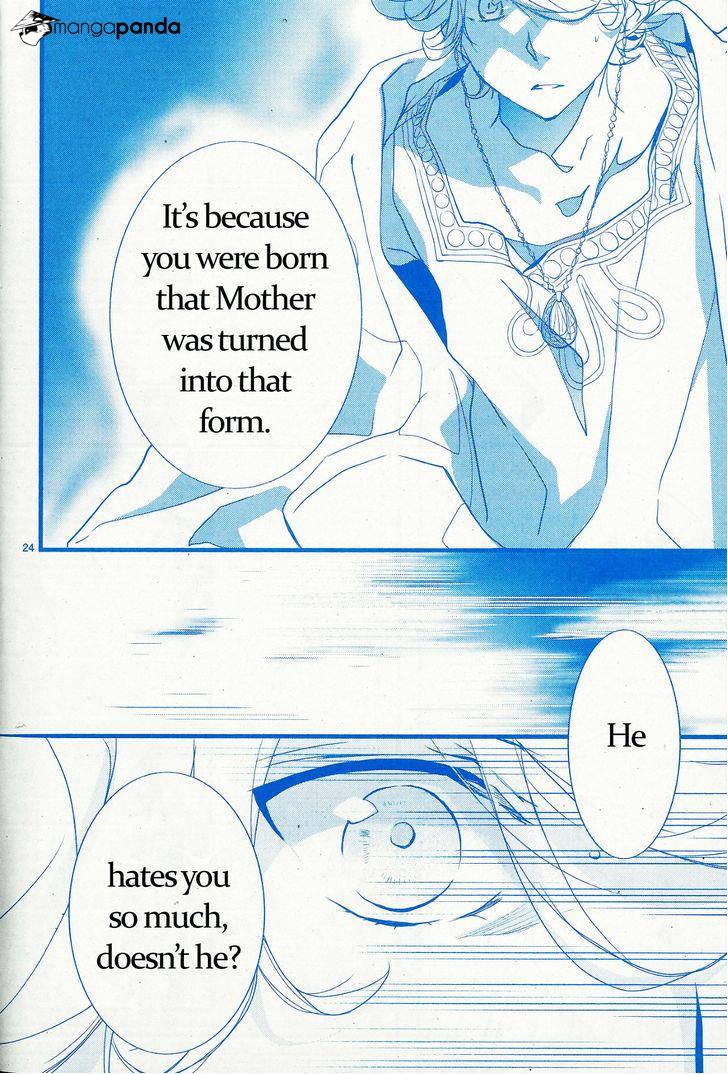 mangapanda
It's because
you were born
that Mother
was turned
into that
form.
24
He
hates you
so much,
doesn't he?